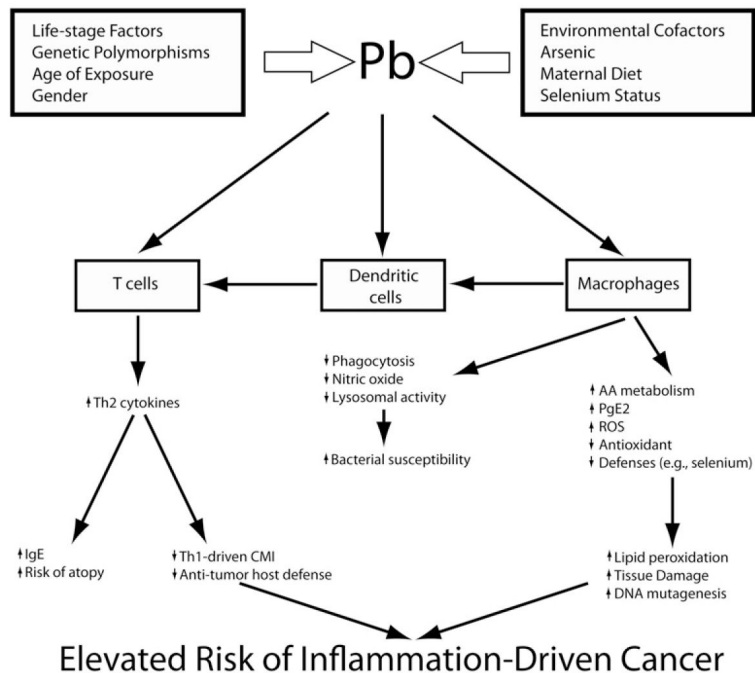 Life-stage Factors
Genetic Polymorphisms
Age of Exposure
Gender
Pb
Environmental Cofactors
Arsenic
Maternal Diet
Selenium Status
T cells
Dendritic
cells
Macrophages
Th2 cytokines
Phagocytosis
Nitric oxide
Lysosomal activity
Bacterial susceptibility
AA metabolism
PgE2
ROS
Antioxidant
Defenses (e.g., selenium)
IgE
Risk of atopy
Th1-driven CMI
Anti-tumor host defense
Lipid peroxidation
Tissue Damage
DNA mutagenesis
Elevated Risk of Inflammation-Driven Cancer